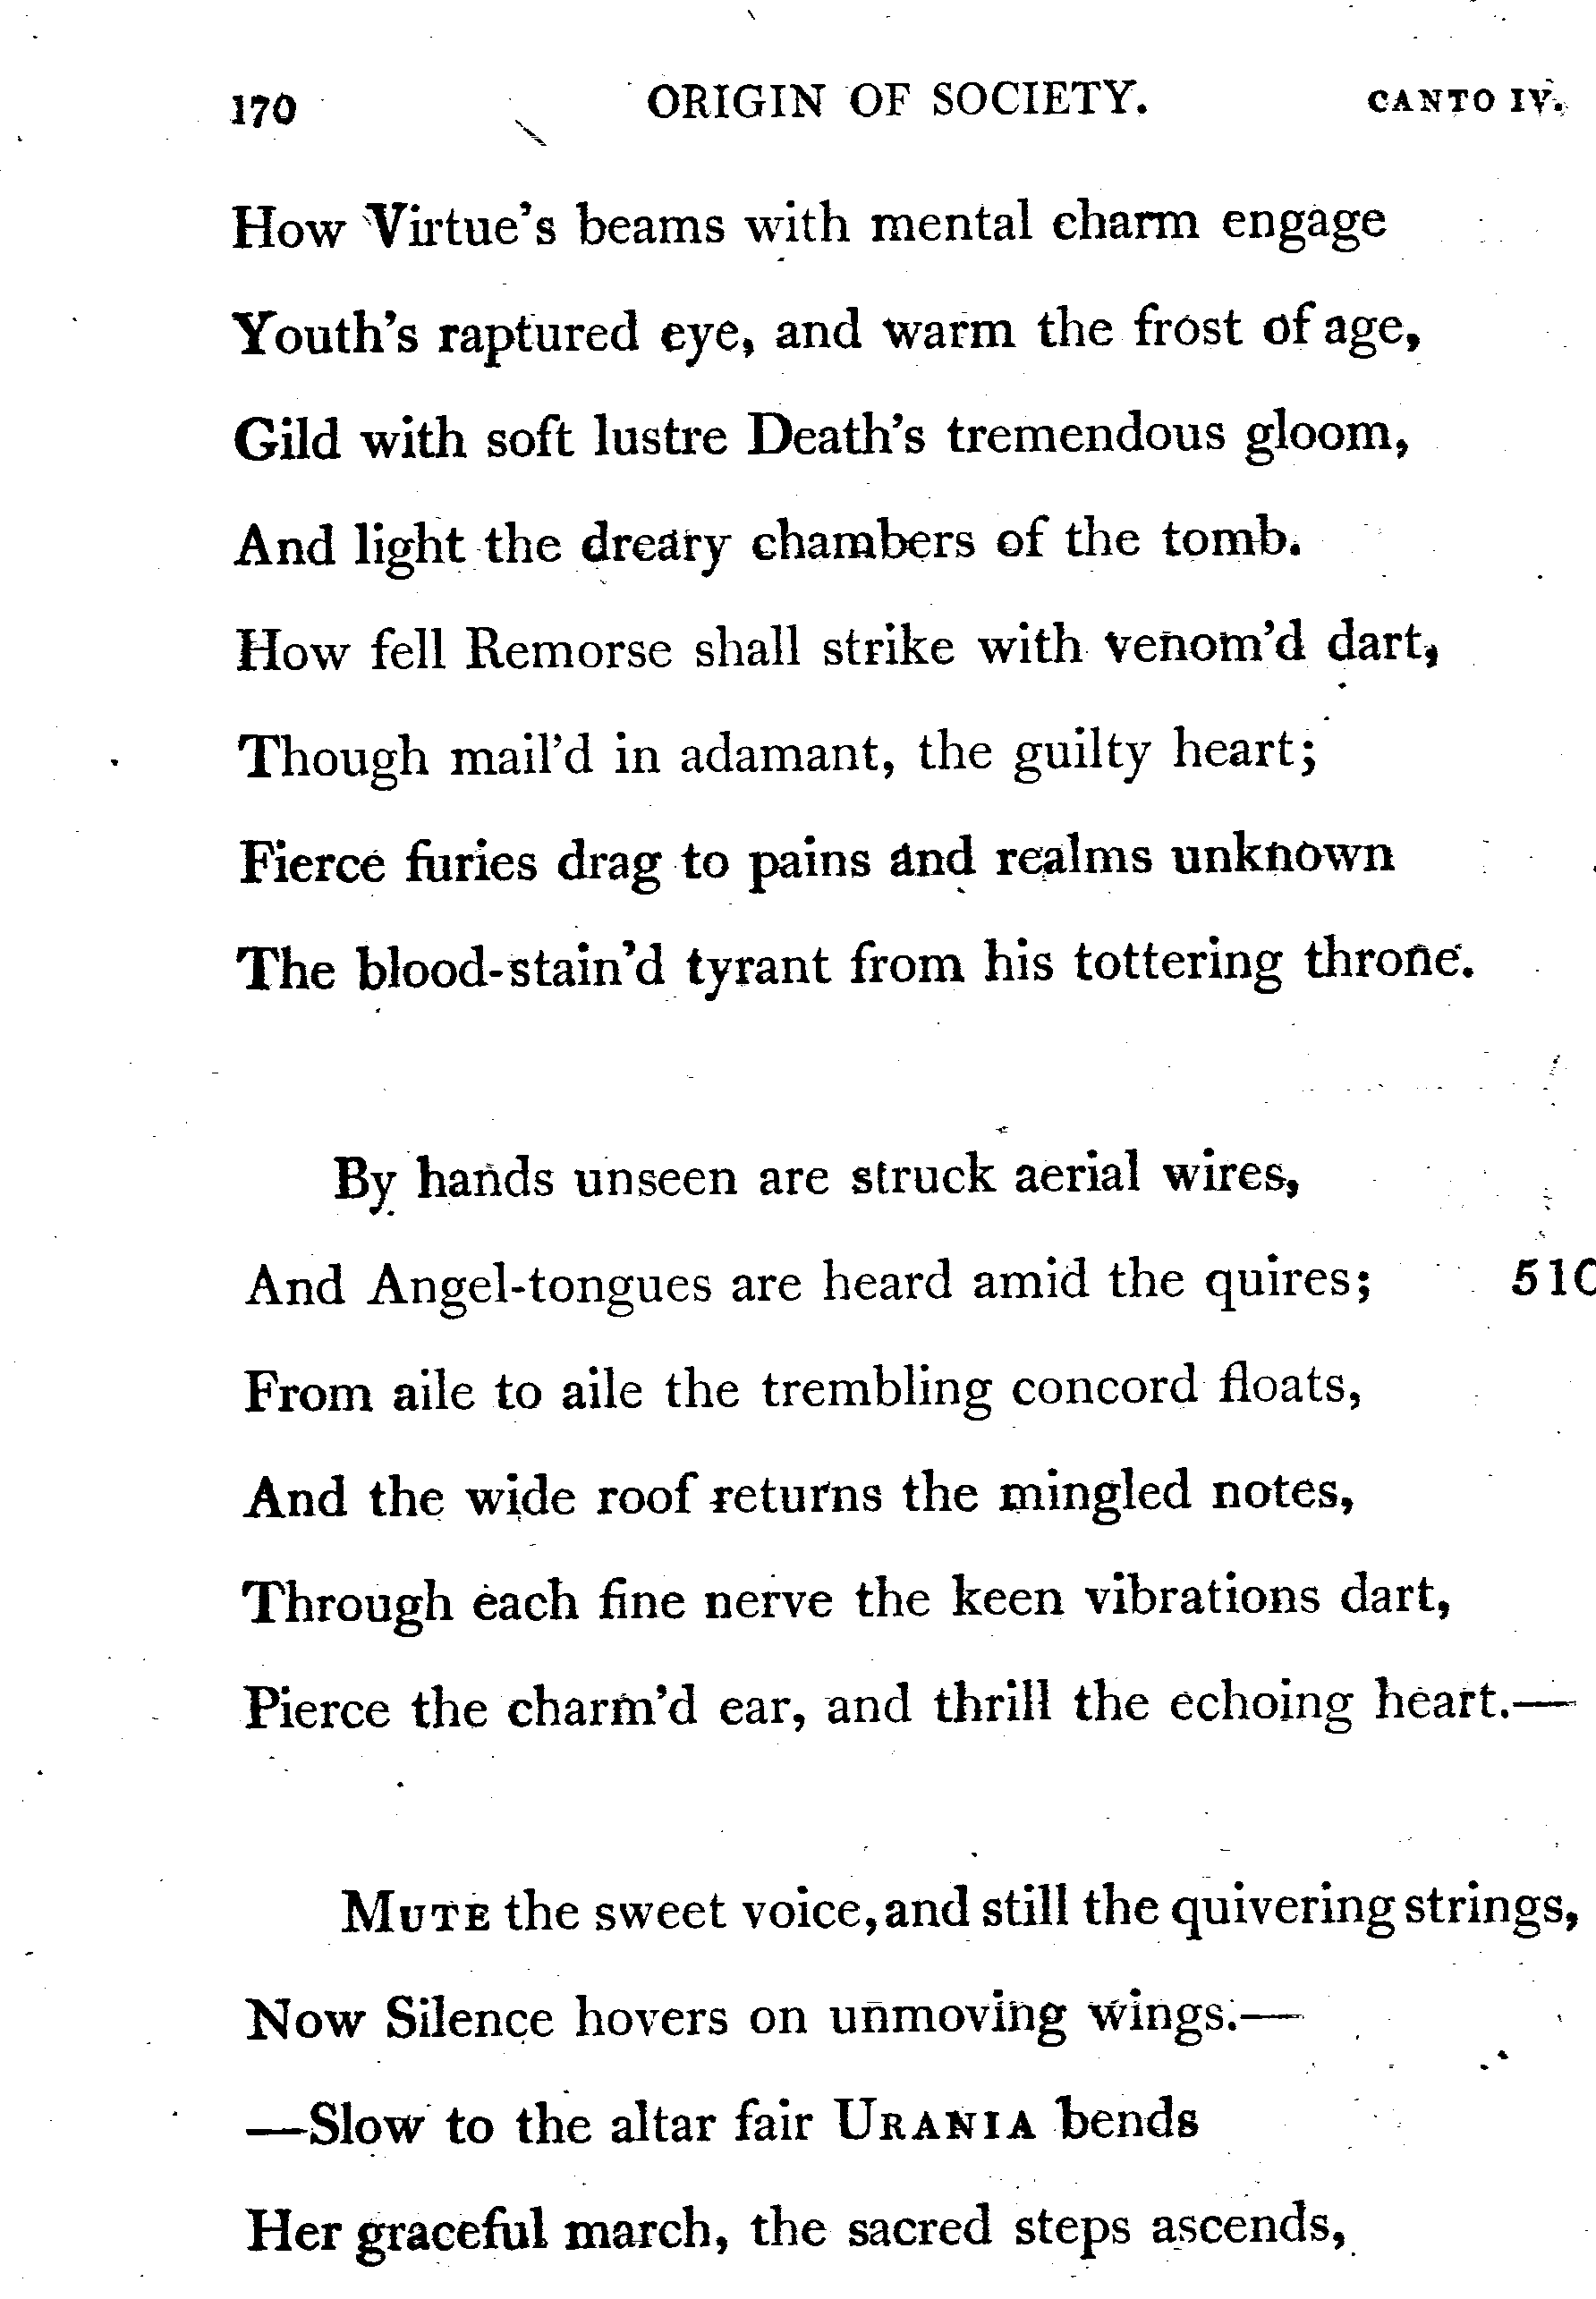 170 ORIGIN OF SOCIETY. CANTO IV.
How Virtue's beams with mental charm engage
Youth's raptured eye, and warm the frost of age,
Gild with soft lustre Death's tremendous gloom,
And light the dreary chambers of the tomb.
How fell Remorse shall strike with venom'd dart,
Though mail'd in adamant, the guilty heart;
Fierce furies drag to pains and realms unknown
The blood-stain'd tyrant from his tottering throne.
By hands unseen are struck aerial wires,
And Angel-tongues are heard amid the quires; 510
From aile to aile the trembling concord floats,
And the wide roof returns the mingled notes,
Through each fine nerve the keen vibrations dart,
Pierce the charm'd ear, and thrill the echoing heart.—
MUTE the sweet voice, and still the quivering strings,
Now Silence hovers on unmoving wings.—
—Slow to the altar fair URANIA bends
Her graceful march, the sacred steps ascends,